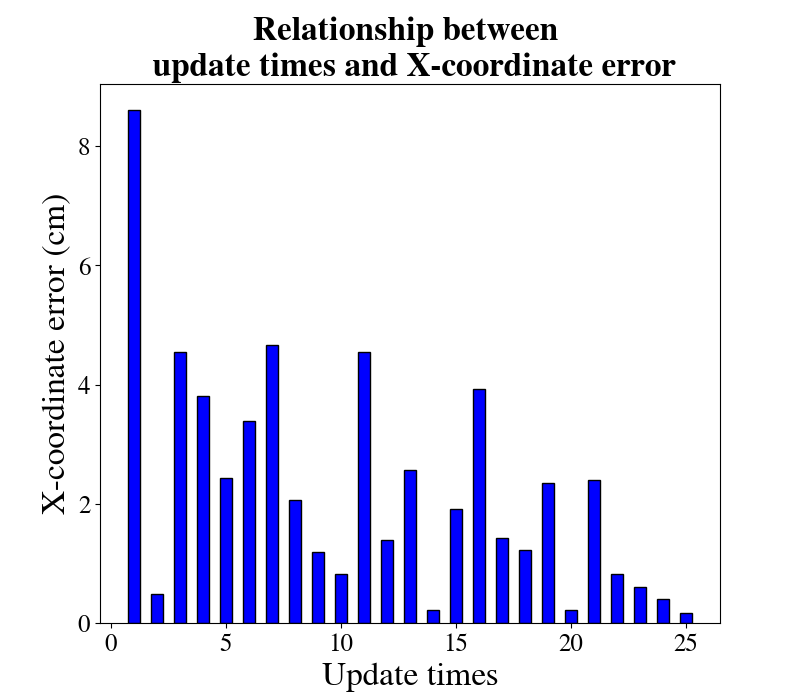 Relationship between
update times and X-coordinate error
X-coordinate error (cm)
8
6
4
2
0
0 5 10 15 20 25
Update times